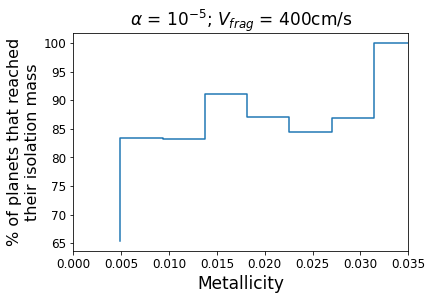 α = 10⁻⁵; V_frag = 400cm/s
% of planets that reached
their isolation mass
100
95
90
85
80
75
70
65
0.000 0.005 0.010 0.015 0.020 0.025 0.030 0.035
Metallicity